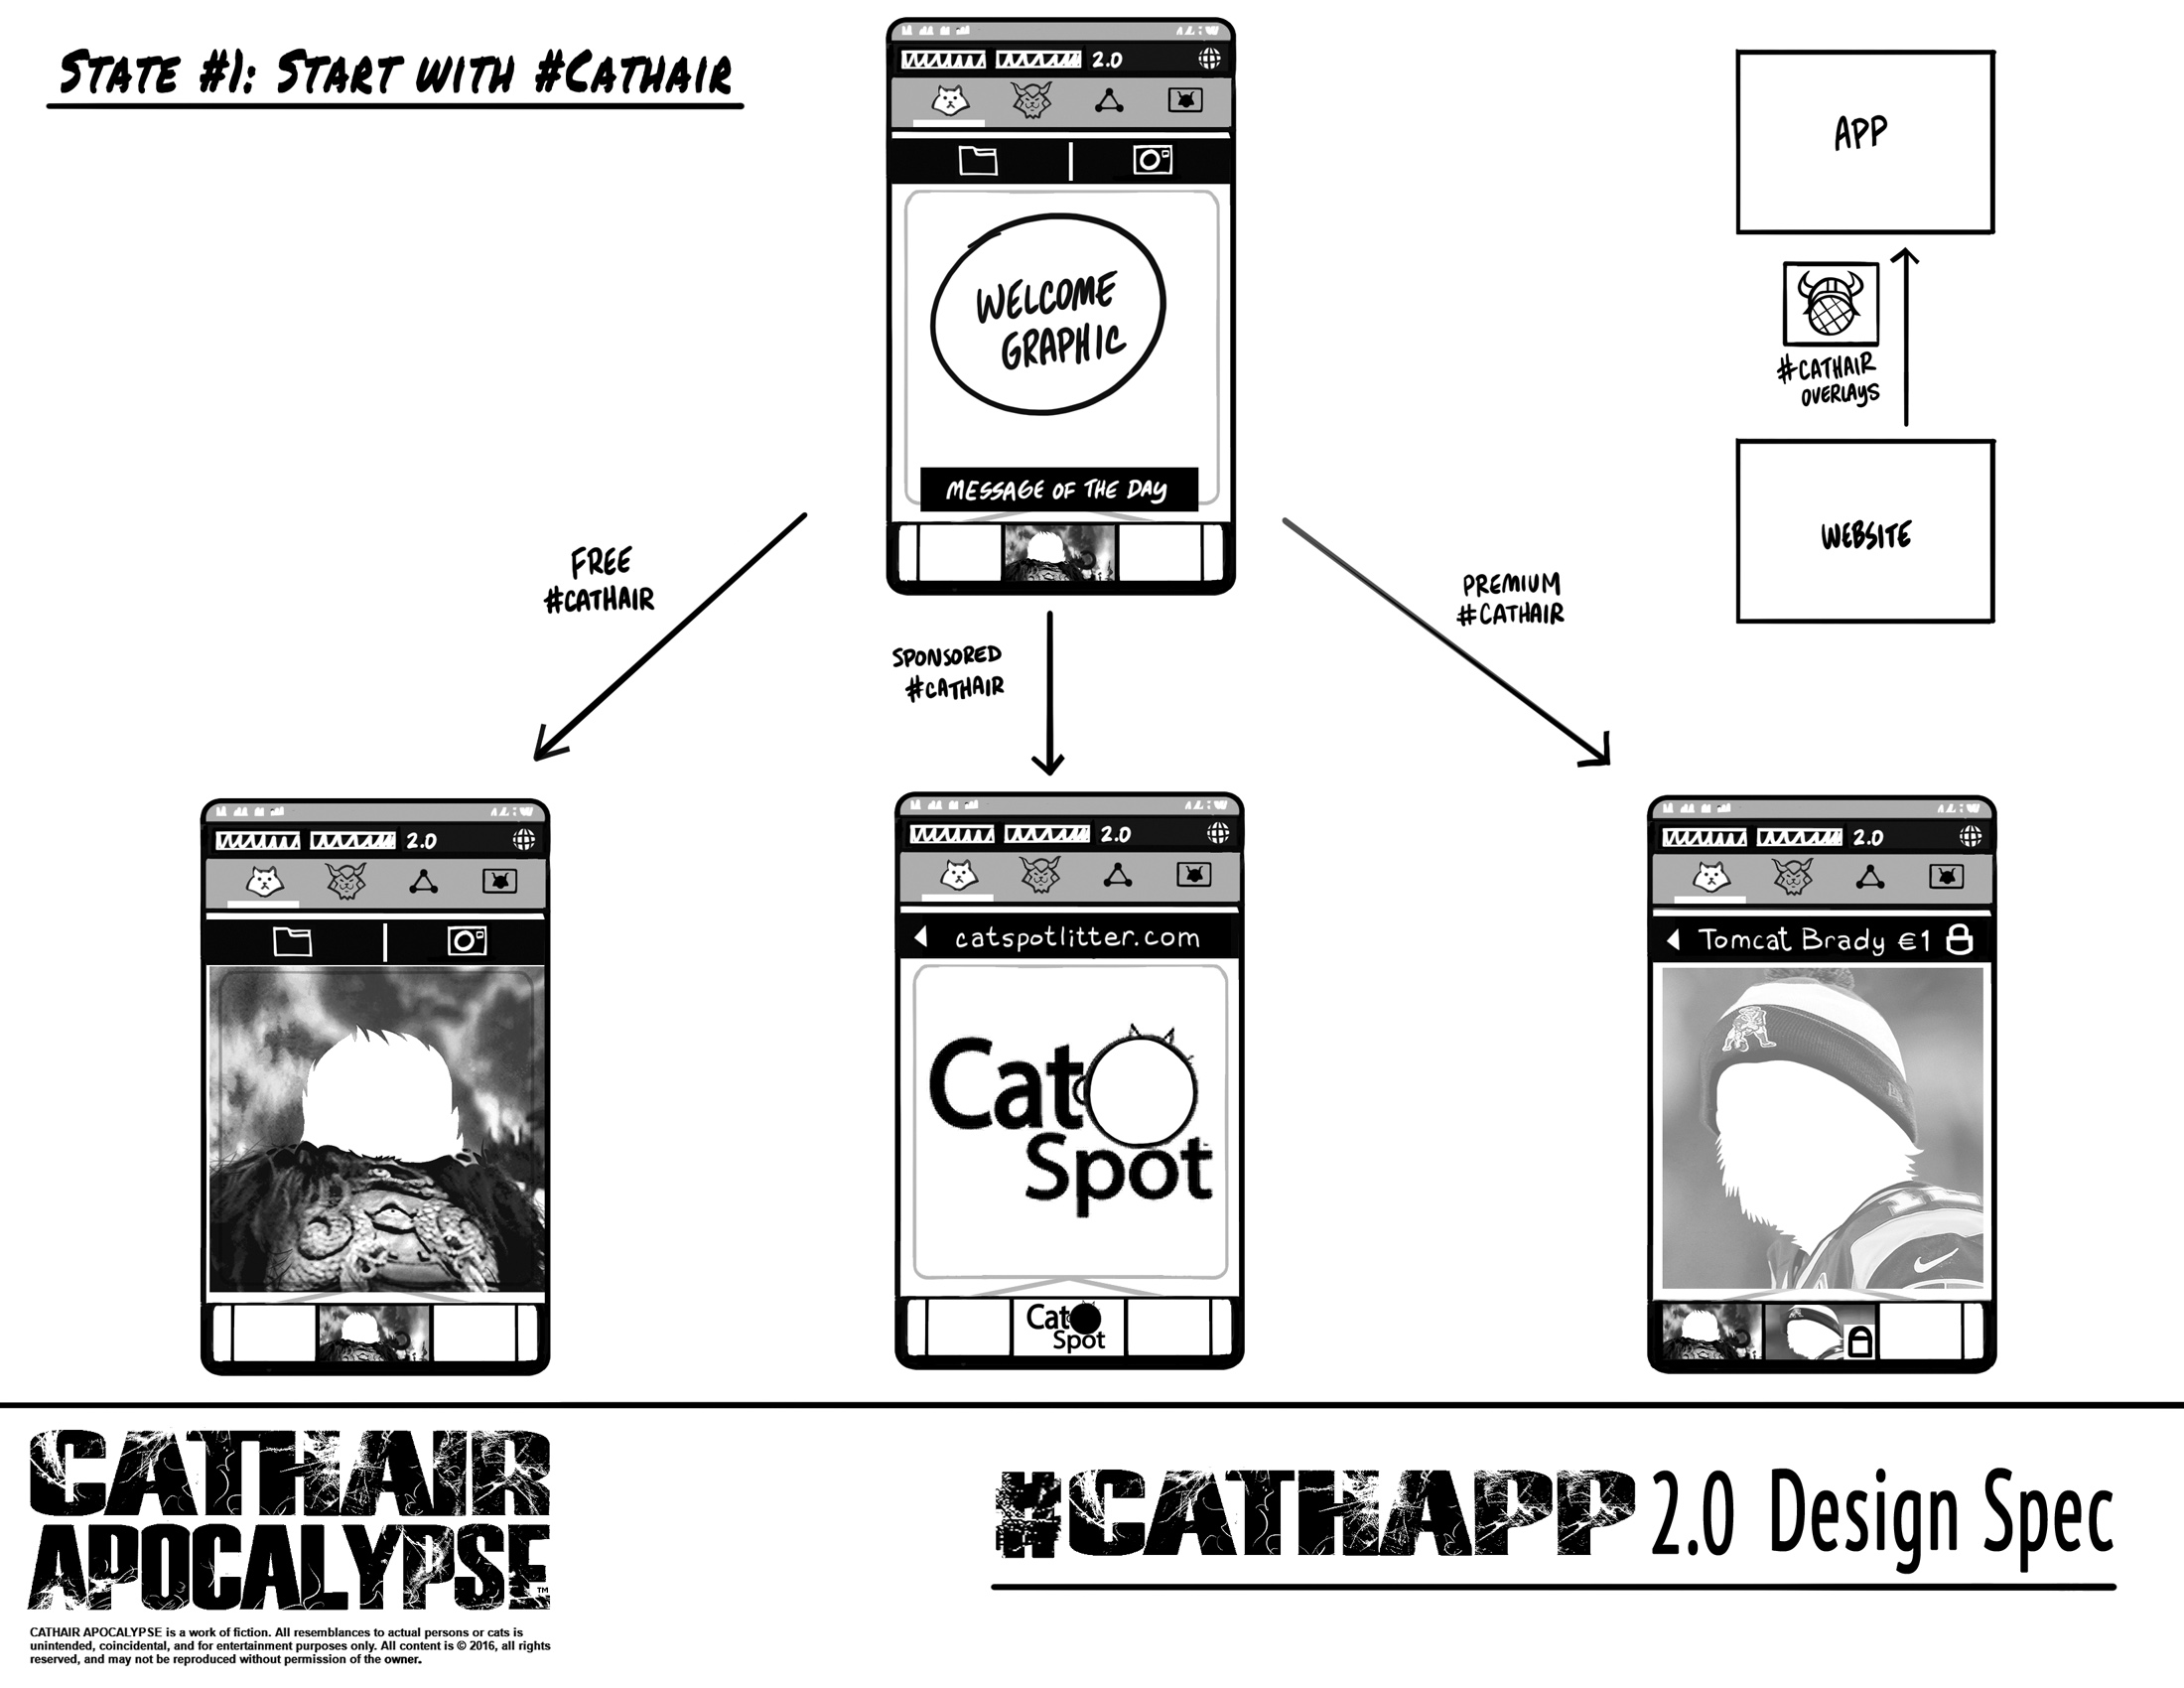 STATE #1: START WITH #CATHAIR
2.0
WELCOME
GRAPHIC
MESSAGE OF THE DAY
APP
#CATHAIR
OVERLAYS
WEBSITE
FREE
#CATHAIR
SPONSORED
#CATHAIR
PREMIUM
#CATHAIR
2.0
2.0
catspotlitter.com
Cat
Spot
Cat
Spot
2.0
Tomcat Brady €1
CATHAIR
APOCALYPSE™
CATHAIR APOCALYPSE is a work of fiction. All resemblances to actual persons or cats is
unintended, coincidental, and for entertainment purposes only. All content is © 2016, all rights
reserved, and may not be reproduced without permission of the owner.
#CATHAPP 2.0 Design Spec